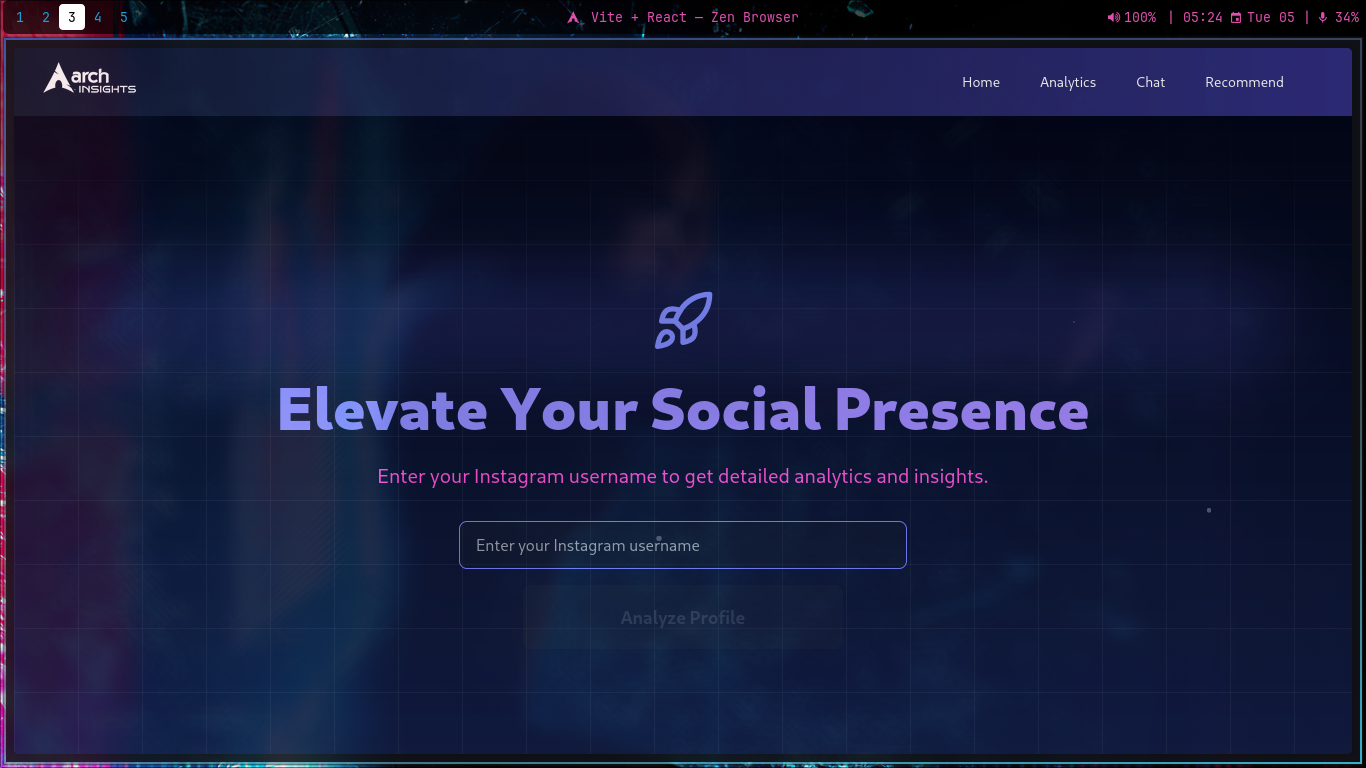 1 2 3 4 5 Vite + React — Zen Browser 100% | 05:24 Tue 05 | 34%
arch
INSIGHTS
Home Analytics Chat Recommend
Elevate Your Social Presence
Enter your Instagram username to get detailed analytics and insights.
Enter your Instagram username
Analyze Profile